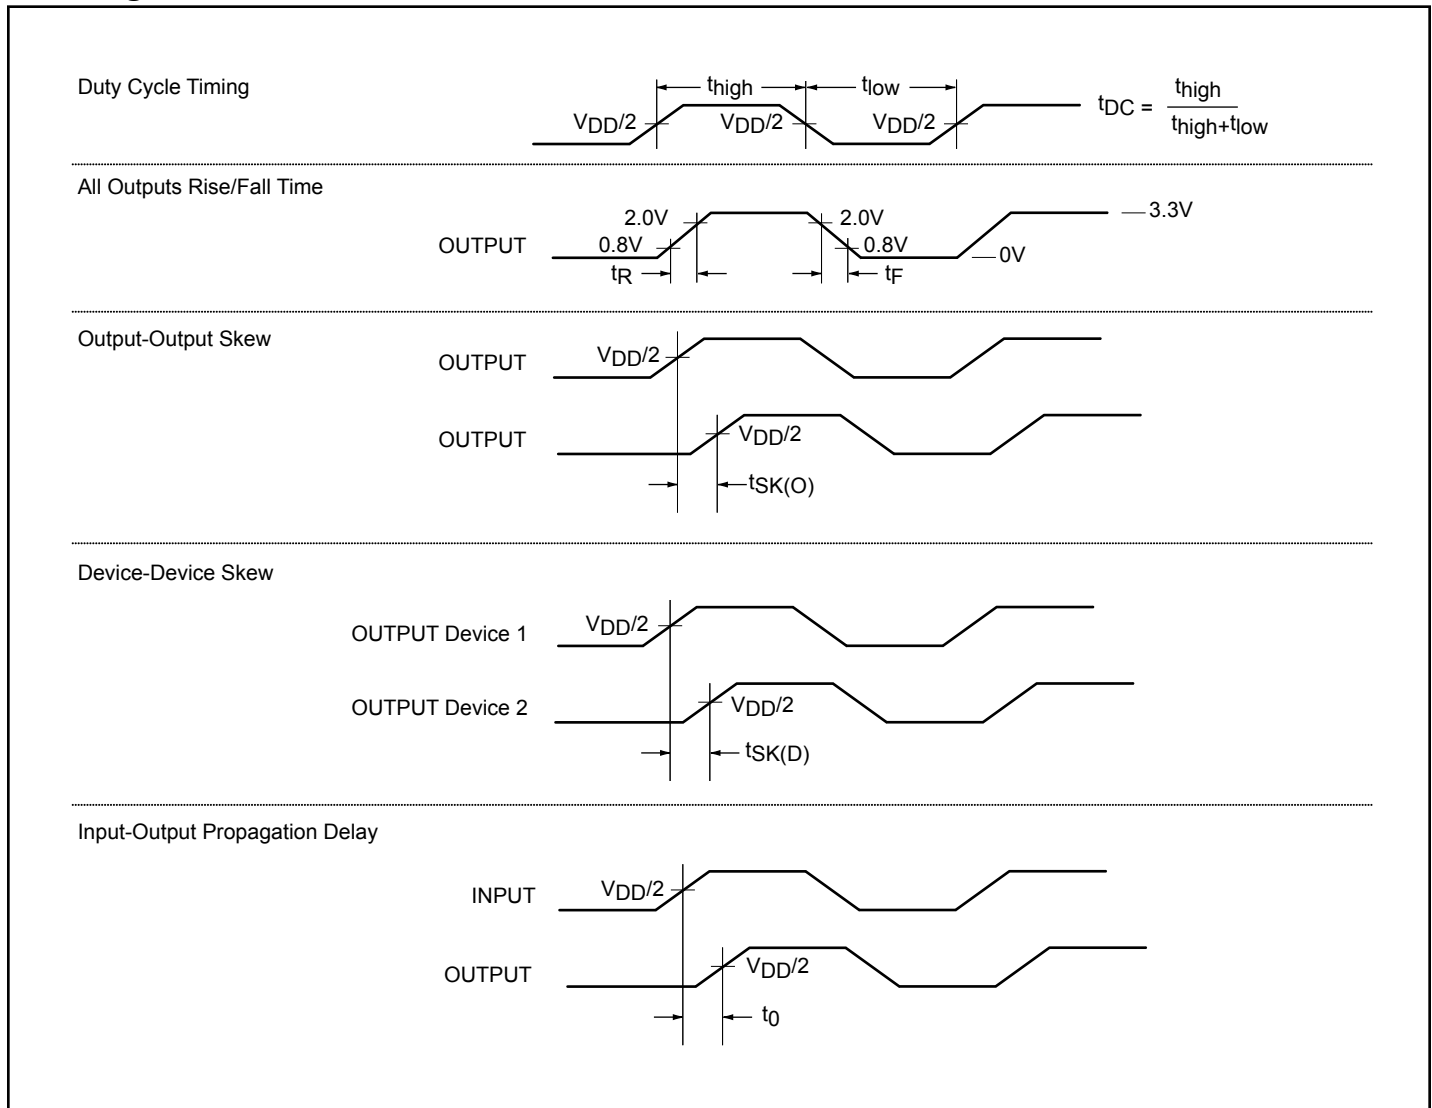 Duty Cycle Timing
thigh
tlow
VDD/2
VDD/2
VDD/2
tDC = thigh
thigh+tlow
All Outputs Rise/Fall Time
OUTPUT
2.0V
0.8V
tR
2.0V
0.8V
tF
3.3V
0V
Output-Output Skew
OUTPUT
VDD/2
OUTPUT
VDD/2
tSK(O)
Device-Device Skew
OUTPUT Device 1
VDD/2
OUTPUT Device 2
VDD/2
tSK(D)
Input-Output Propagation Delay
INPUT
VDD/2
OUTPUT
VDD/2
t0